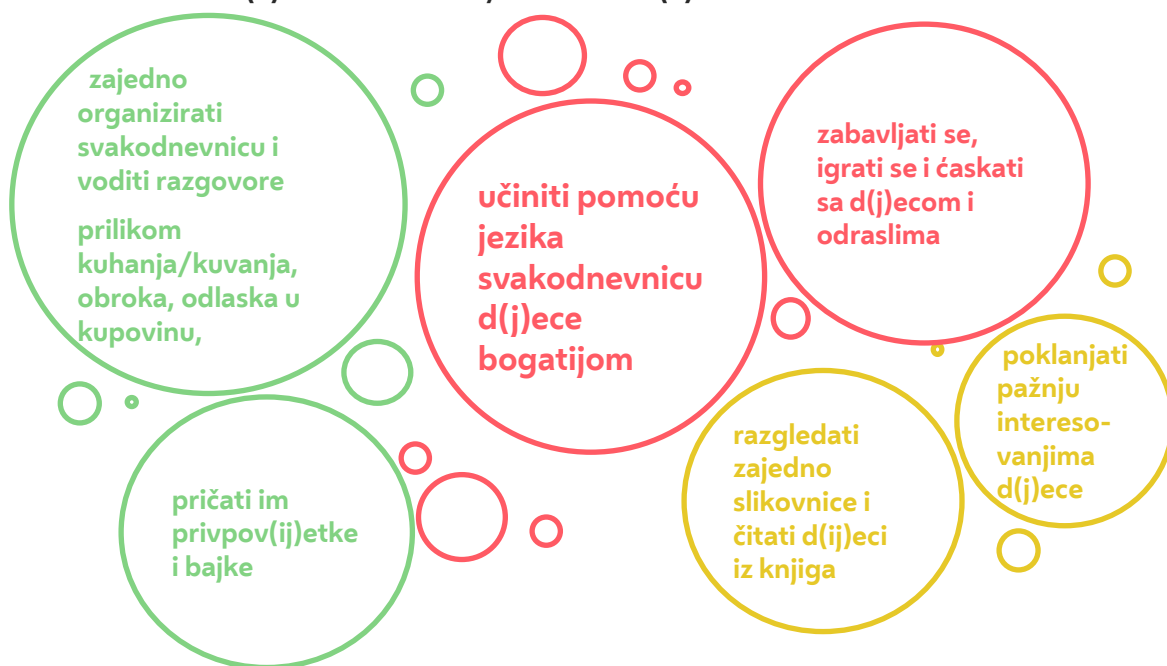 zajedno
organizirati
svakodnevnicu i
voditi razgovore
prilikom
kuhanja/kuvanja,
obroka, odlaska u
kupovinu,
učiniti pomoću
jezika
svakodnevnicu
d(j)ece
bogatijom
zabavljati se,
igrati se i ćaskati
sa d(j)ecom i
odraslima
poklanjati
pažnju
intereso-
vanjima
d(j)ece
razgledati
zajedno
slikovnice i
čitati d(ij)eci
iz knjiga
pričati im
privpov(ij)etke
i bajke